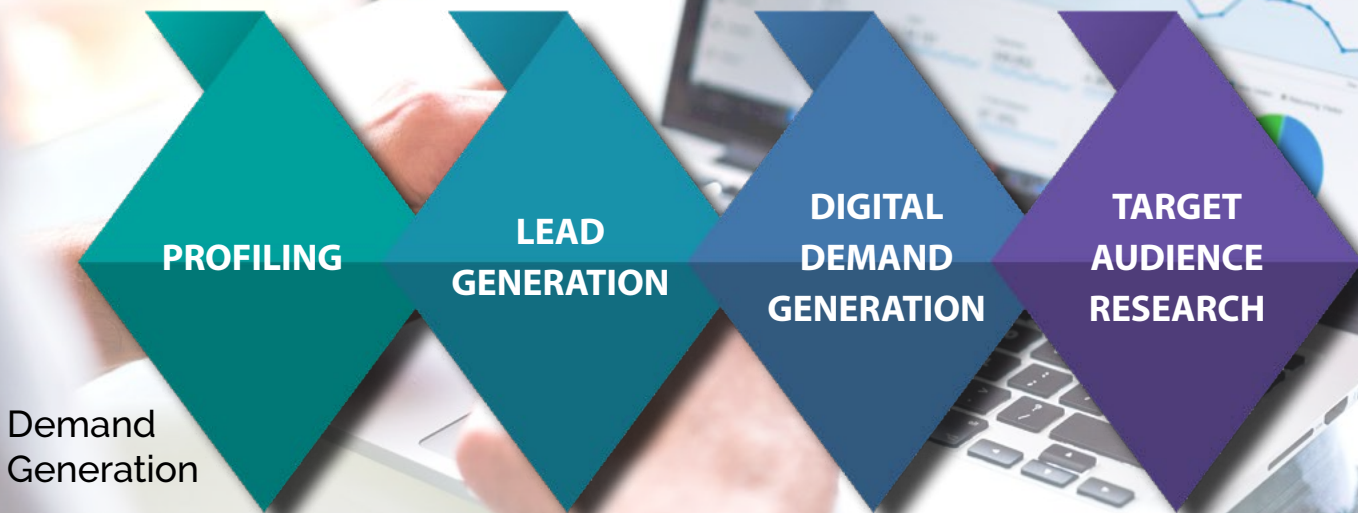 PROFILING
LEAD
GENERATION
DIGITAL
DEMAND
GENERATION
TARGET
AUDIENCE
RESEARCH
Demand
Generation